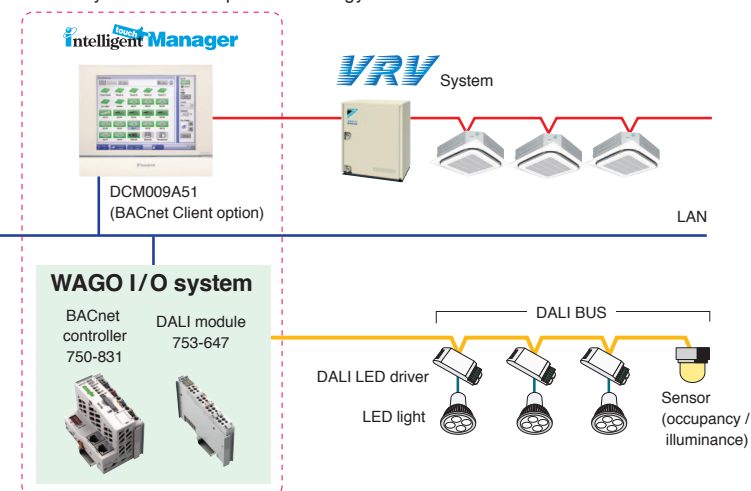 touch
intelligent Manager
VRV System
DCM009A51
(BACnet Client option)
LAN
WAGO I/O system
BACnet
controller
750-831
DALI module
753-647
DALI BUS
DALI LED driver
LED light
Sensor
(occupancy /
illuminance)